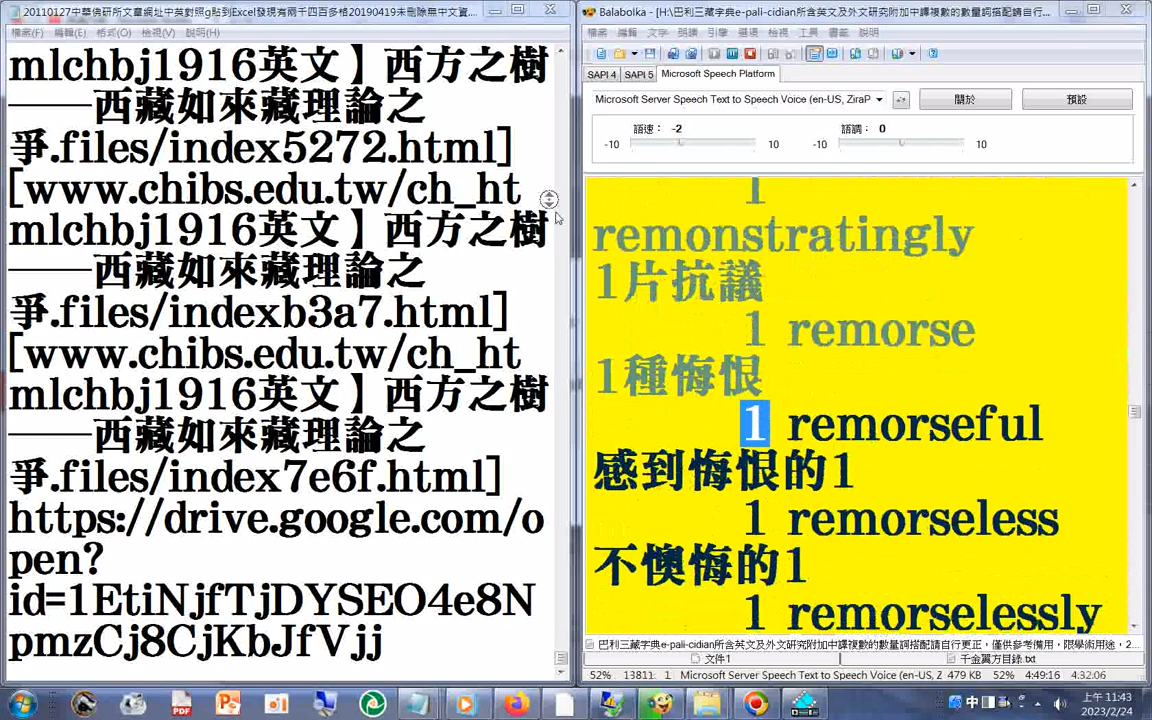 20110127中華佛研所文章網址中英對照g貼到Excel發現有兩千四百多格20190419未刪除無中文資...
檔案(F) 編輯(E) 格式(O) 檢視(V) 說明(H)
mlchbj1916英文】西方之樹
——西藏如來藏理論之
爭.files/index5272.html]
[www.chibs.edu.tw/ch_ht
mlchbj1916英文】西方之樹
——西藏如來藏理論之
爭.files/indexb3a7.html]
[www.chibs.edu.tw/ch_ht
mlchbj1916英文】西方之樹
——西藏如來藏理論之
爭.files/index7e6f.html]
https://drive.google.com/o
pen?
id=1EtiNjfTjDYSEO4e8N
pmzCj8CjKbJfVjj
Balabolka - [H:\巴利三藏字典e-pali-cidian所含英文及外文研究附加中譯複數的數量詞搭配請自行...
檔案 編輯 文字 朗讀 引擎 選項 檢視 工具 書籤 說明
SAPI 4 SAPI 5 Microsoft Speech Platform
Microsoft Server Speech Text to Speech Voice (en-US, ZiraP 關於 預設
語速： -2 語調： 0
-10 10 -10 10
1
remonstratingly
1片抗議
1 remorse
1種悔恨
1 remorseful
感到悔恨的1
1 remorseless
不懊悔的1
1 remorselessly
巴利三藏字典e-pali-cidian所含英文及外文研究附加中譯複數的數量詞搭配請自行更正，僅供參考備用，限學術用途，2...
文件1 千金翼方目錄.txt
52% 13811: 1 Microsoft Server Speech Text to Speech Voice (en-US, Z 479 KB 52% 4:49:16 4:32:06
中
上午 11:43
2023/2/24